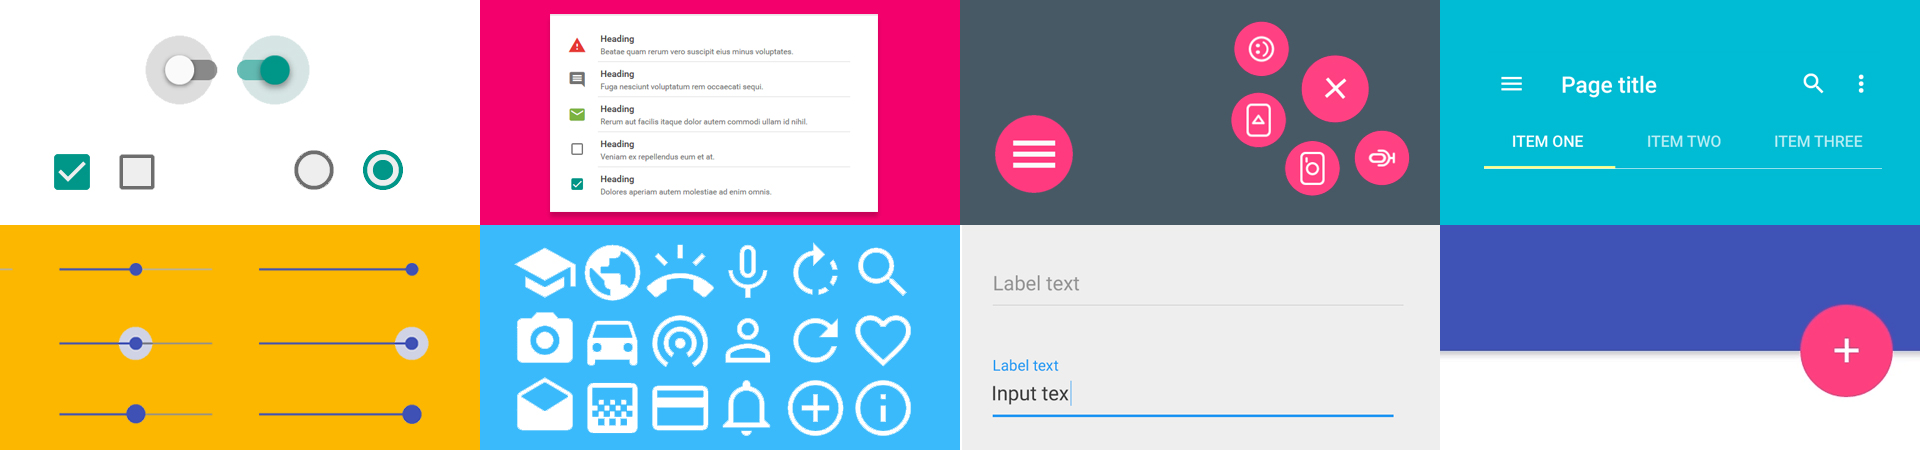 Heading
Beatae quam rerum vero suscipit eius minus voluptates.
Heading
Fuga nesciunt voluptatum rem occaecati sequi.
Heading
Rerum aut facilis itaque dolor autem commodi ullam id nihil.
Heading
Veniam ex repellendus eum et at.
Heading
Dolores aperiam autem molestiae ad enim omnis.
Page title
ITEM ONE ITEM TWO ITEM THREE
Label text
Label text
Input tex